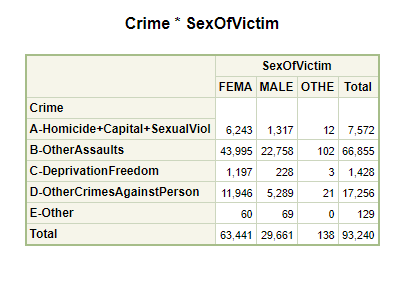 Crime * SexOfVictim
SexOfVictim
FEMA MALE OTHE Total
Crime
A-Homicide+Capital+SexualViol 6,243 1,317 12 7,572
B-OtherAssaults 43,995 22,758 102 66,855
C-DeprivationFreedom 1,197 228 3 1,428
D-OtherCrimesAgainstPerson 11,946 5,289 21 17,256
E-Other 60 69 0 129
Total 63,441 29,661 138 93,240